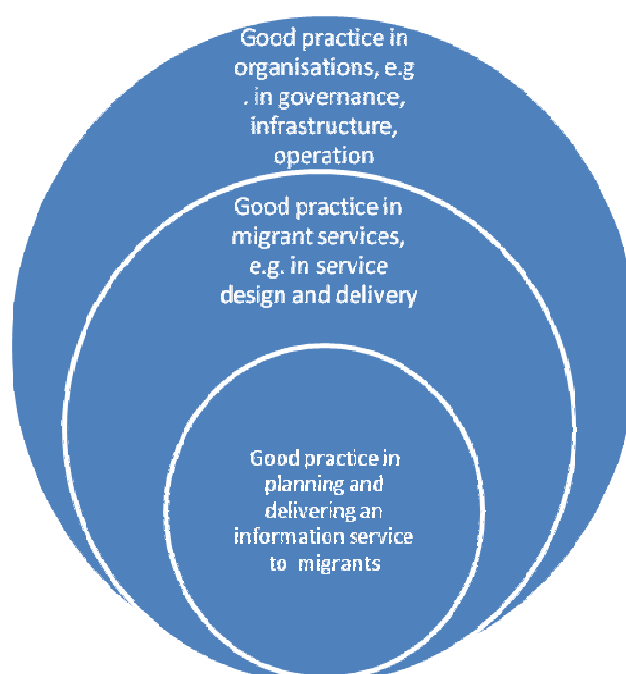 Good practice in
organisations, e.g
. in governance,
infrastructure,
operation
Good practice in
migrant services,
e.g. in service
design and delivery
Good practice in
planning and
delivering an
information service
to migrants